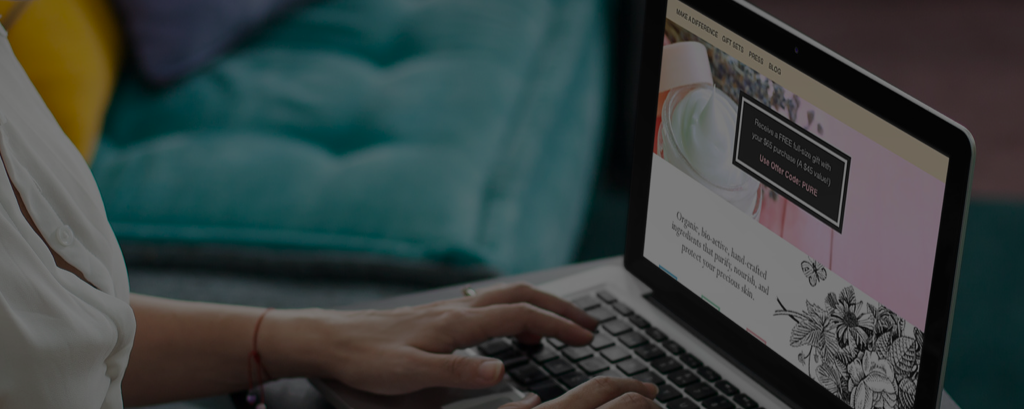 MAKE A DIFFERENCE GIFT SETS PRESS BLOG
Receive a FREE full-size gift with
your $65 purchase (A $45 value!)
Use Offer Code: PURE
Organic, bio-active, hand-crafted
ingredients that purify, nourish, and
protect your precious skin.